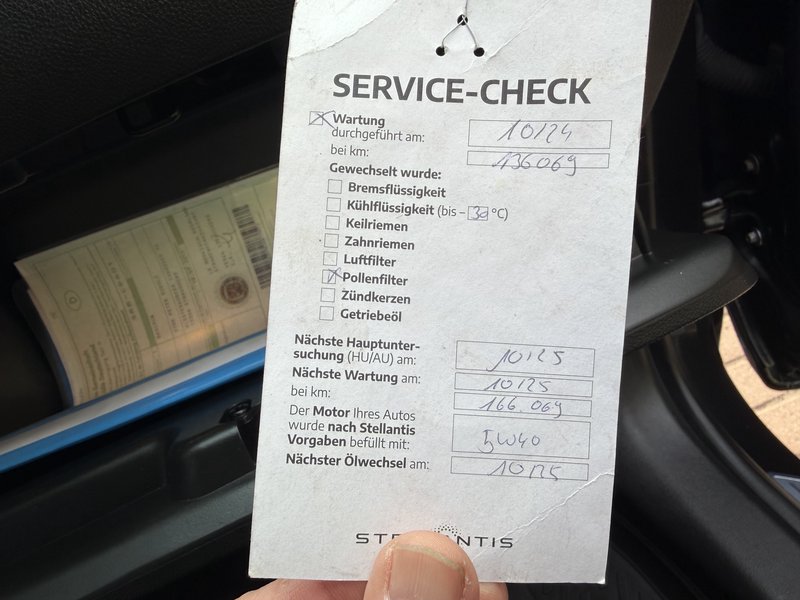 SERVICE-CHECK
Wartung
durchgeführt am: 10/24
bei km: 136069
Gewechselt wurde:
Bremsflüssigkeit
Kühlflüssigkeit (bis – 30 °C)
Keilriemen
Zahnriemen
Luftfilter
Pollenfilter
Zündkerzen
Getriebeöl
Nächste Hauptunter-
suchung (HU/AU) am: 10/25
Nächste Wartung am: 10/25
bei km: 166 069
Der Motor Ihres Autos
wurde nach Stellantis
Vorgaben befüllt mit: 5W40
Nächster Ölwechsel am: 10/25